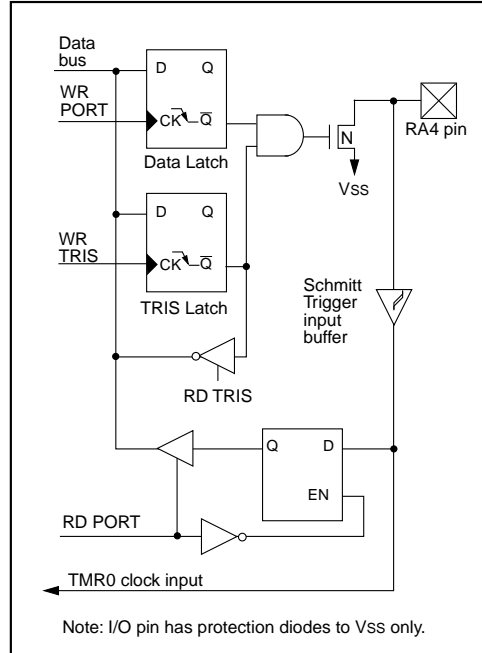 Data
bus
D Q
WR
PORT
CK Q̅
Data Latch
N
VSS
RA4 pin
D Q
WR
TRIS
CK Q̅
TRIS Latch
Schmitt
Trigger
input
buffer
RD TRIS
Q D
EN
RD PORT
TMR0 clock input
Note: I/O pin has protection diodes to VSS only.